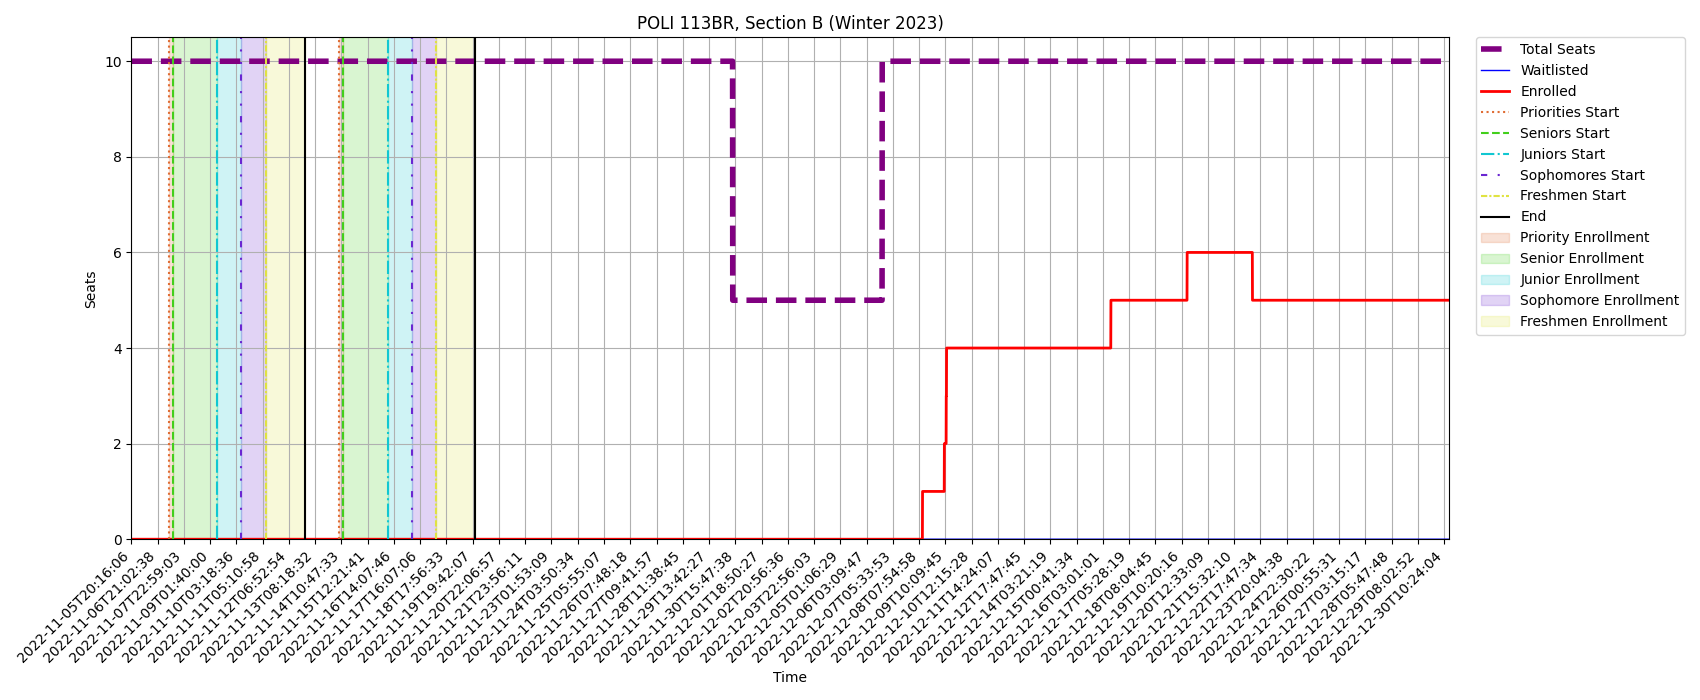 POLI 113BR, Section B (Winter 2023)
Seats
10
8
6
4
2
0
2022-11-05T20:16:06
2022-11-06T21:02:38
2022-11-07T22:59:03
2022-11-09T01:40:00
2022-11-10T03:18:36
2022-11-11T05:10:58
2022-11-12T06:52:54
2022-11-13T08:18:32
2022-11-14T10:47:33
2022-11-15T12:21:41
2022-11-16T14:07:46
2022-11-17T16:07:06
2022-11-18T17:56:33
2022-11-19T19:42:07
2022-11-20T22:06:57
2022-11-21T23:56:11
2022-11-23T01:53:09
2022-11-24T03:50:34
2022-11-25T05:55:07
2022-11-26T07:48:18
2022-11-27T09:41:57
2022-11-28T11:38:45
2022-11-29T13:42:27
2022-11-30T15:47:38
2022-12-01T18:50:27
2022-12-02T20:56:36
2022-12-03T22:56:03
2022-12-05T01:06:29
2022-12-06T03:09:47
2022-12-07T05:33:53
2022-12-08T07:54:58
2022-12-09T10:09:45
2022-12-10T12:15:28
2022-12-11T14:24:07
2022-12-12T17:47:45
2022-12-14T03:21:19
2022-12-15T00:41:34
2022-12-16T03:01:01
2022-12-17T05:28:19
2022-12-18T08:04:45
2022-12-19T10:20:16
2022-12-20T12:33:09
2022-12-21T15:32:10
2022-12-22T17:47:34
2022-12-23T20:04:38
2022-12-24T22:30:22
2022-12-26T00:55:31
2022-12-27T03:15:17
2022-12-28T05:47:48
2022-12-29T08:02:52
2022-12-30T10:24:04
Time
Total Seats
Waitlisted
Enrolled
Priorities Start
Seniors Start
Juniors Start
Sophomores Start
Freshmen Start
End
Priority Enrollment
Senior Enrollment
Junior Enrollment
Sophomore Enrollment
Freshmen Enrollment